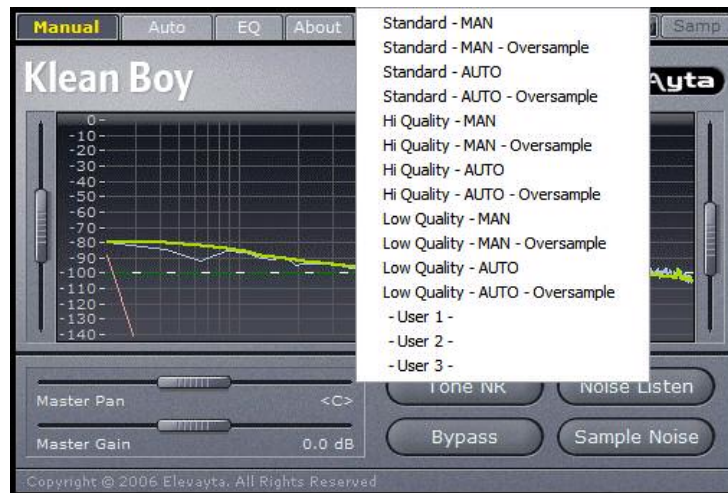 Manual Auto EQ About Samp
Klean Boy Ayta
Standard - MAN
Standard - MAN - Oversample
Standard - AUTO
Standard - AUTO - Oversample
Hi Quality - MAN
Hi Quality - MAN - Oversample
Hi Quality - AUTO
Hi Quality - AUTO - Oversample
Low Quality - MAN
Low Quality - MAN - Oversample
Low Quality - AUTO
Low Quality - AUTO - Oversample
- User 1 -
- User 2 -
- User 3 -
0-
-10-
-20-
-30-
-40-
-50-
-60-
-70-
-80-
-90-
-100-
-110-
-120-
-130-
-140-
Master Pan <C>
Master Gain 0.0 dB
Tone NR Noise Listen
Bypass Sample Noise
Copyright © 2006 Elevayta. All Rights Reserved